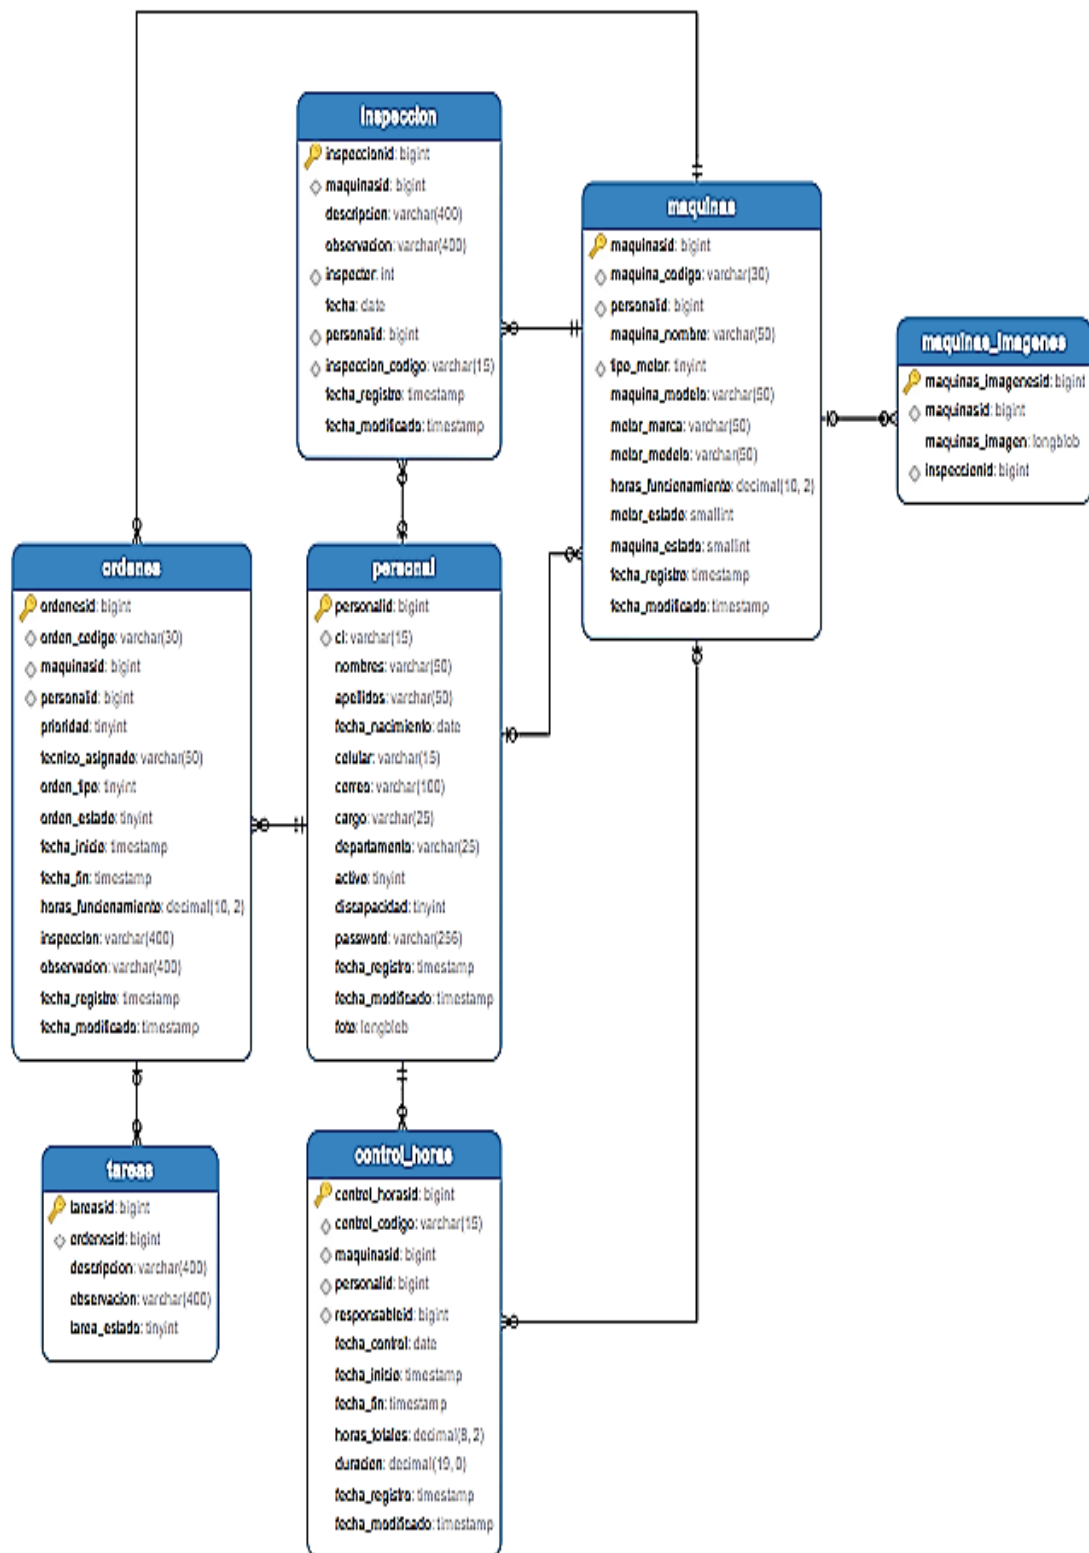 inspeccion
inspeccionid: bigint
maquinasid: bigint
descripcion: varchar(400)
observacion: varchar(400)
inspector: int
fecha: date
personalid: bigint
inspeccion_codigo: varchar(15)
fecha_registro: timestamp
fecha_modificado: timestamp
maquinas
maquinasid: bigint
maquina_codigo: varchar(30)
personalid: bigint
maquina_nombre: varchar(50)
tipo_motor: tinyint
maquina_modelo: varchar(50)
motor_marca: varchar(50)
motor_modelo: varchar(50)
horas_funcionamiento: decimal(10, 2)
motor_estado: smallint
maquina_estado: smallint
fecha_registro: timestamp
fecha_modificado: timestamp
maquinas_imagenes
maquinas_imagenesid: bigint
maquinasid: bigint
maquinas_imagen: longblob
inspeccionid: bigint
ordenes
ordenesid: bigint
orden_codigo: varchar(30)
maquinasid: bigint
personalid: bigint
prioridad: tinyint
tecnico_asignado: varchar(50)
orden_tipo: tinyint
orden_estado: tinyint
fecha_inicio: timestamp
fecha_fin: timestamp
horas_funcionamiento: decimal(10, 2)
inspeccion: varchar(400)
observacion: varchar(400)
fecha_registro: timestamp
fecha_modificado: timestamp
personal
personalid: bigint
ci: varchar(15)
nombres: varchar(50)
apellidos: varchar(50)
fecha_nacimiento: date
celular: varchar(15)
correo: varchar(100)
cargo: varchar(25)
departamento: varchar(25)
activo: tinyint
discapacidad: tinyint
password: varchar(256)
fecha_registro: timestamp
fecha_modificado: timestamp
foto: longblob
tareas
tareasid: bigint
ordenesid: bigint
descripcion: varchar(400)
observacion: varchar(400)
tarea_estado: tinyint
control_horas
control_horasid: bigint
control_codigo: varchar(15)
maquinasid: bigint
personalid: bigint
responsableid: bigint
fecha_control: date
fecha_inicio: timestamp
fecha_fin: timestamp
horas_totales: decimal(8, 2)
duracion: decimal(19, 0)
fecha_registro: timestamp
fecha_modificado: timestamp